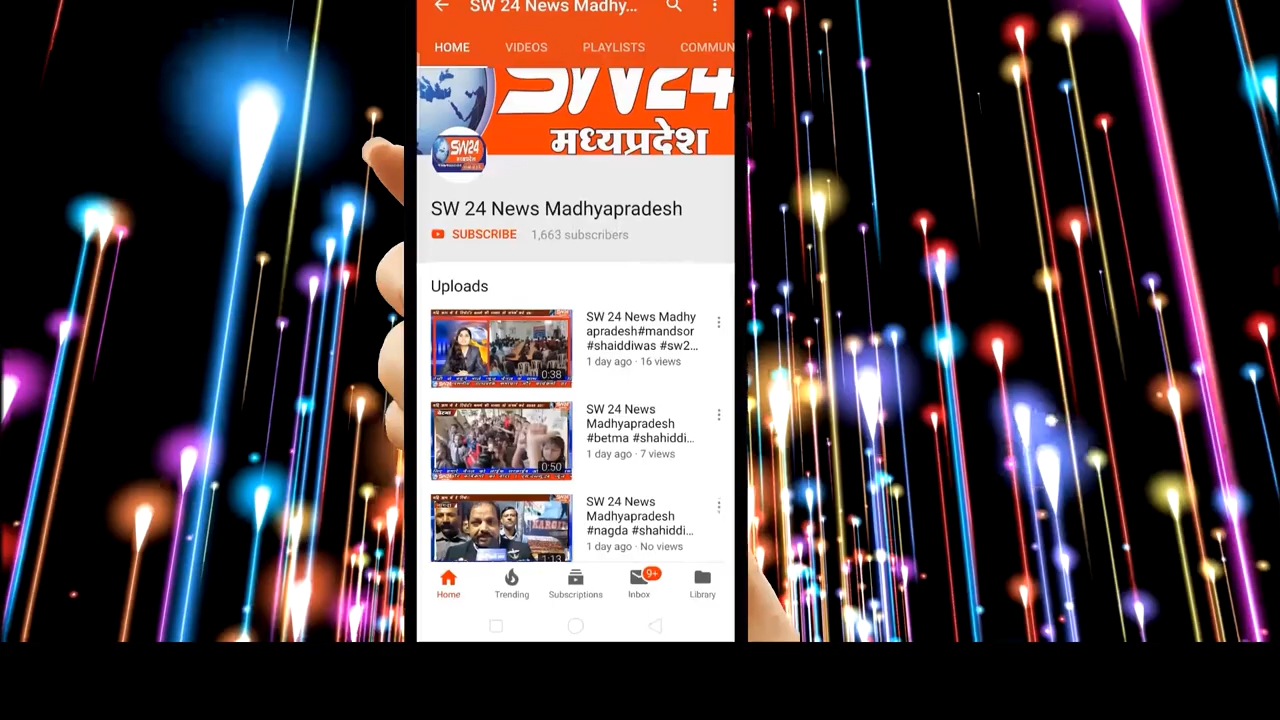 SW 24 News Madhy...
HOME VIDEOS PLAYLISTS COMMUN
SW24
मध्यप्रदेश
SW24
SW 24 News Madhyapradesh
SUBSCRIBE 1,663 subscribers
Uploads
SW 24 News Madhy
apradesh#mandsor
#shaiddiwas #sw2...
1 day ago · 16 views
0:38
SW 24 News
Madhyapradesh
#betma #shahiddi...
1 day ago · 7 views
0:50
SW 24 News
Madhyapradesh
#nagda #shahiddi...
1 day ago · No views
1:13
9+
Home Trending Subscriptions Inbox Library